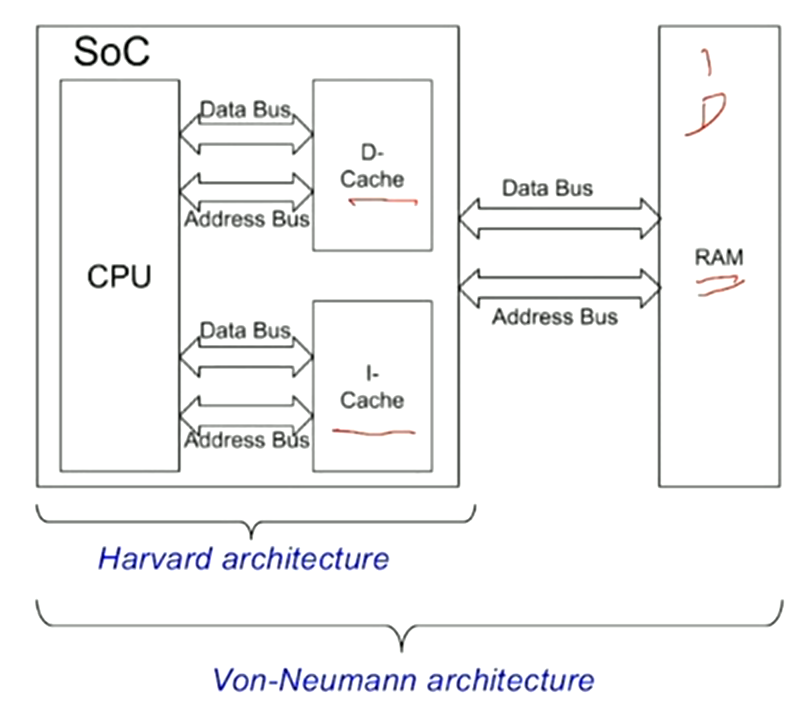 SoC
CPU
Data Bus
Address Bus
D-
Cache
Data Bus
Address Bus
I-
Cache
Data Bus
Address Bus
I
D
RAM
Harvard architecture
Von-Neumann architecture